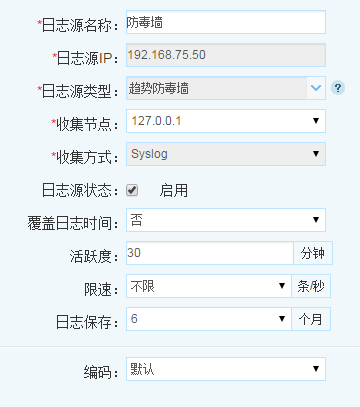 *日志源名称： 防毒墙
*日志源IP： 192.168.75.50
*日志源类型： 趋势防毒墙 ?
*收集节点： 127.0.0.1
*收集方式： Syslog
日志源状态： 启用
覆盖日志时间： 否
活跃度： 30 分钟
限速： 不限 条/秒
日志保存： 6 个月
编码： 默认